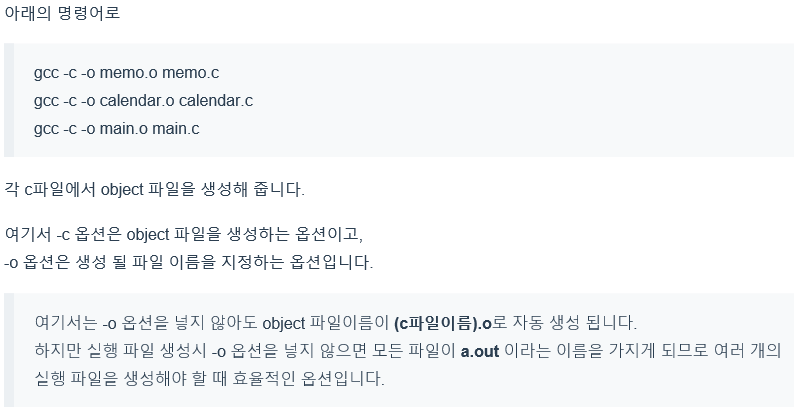 아래의 명령어로
gcc -c -o memo.o memo.c
gcc -c -o calendar.o calendar.c
gcc -c -o main.o main.c
각 c파일에서 object 파일을 생성해 줍니다.
여기서 -c 옵션은 object 파일을 생성하는 옵션이고,
-o 옵션은 생성 될 파일 이름을 지정하는 옵션입니다.
여기서는 -o 옵션을 넣지 않아도 object 파일이름이 (c파일이름).o로 자동 생성 됩니다.
하지만 실행 파일 생성시 -o 옵션을 넣지 않으면 모든 파일이 a.out 이라는 이름을 가지게 되므로 여러 개의
실행 파일을 생성해야 할 때 효율적인 옵션입니다.